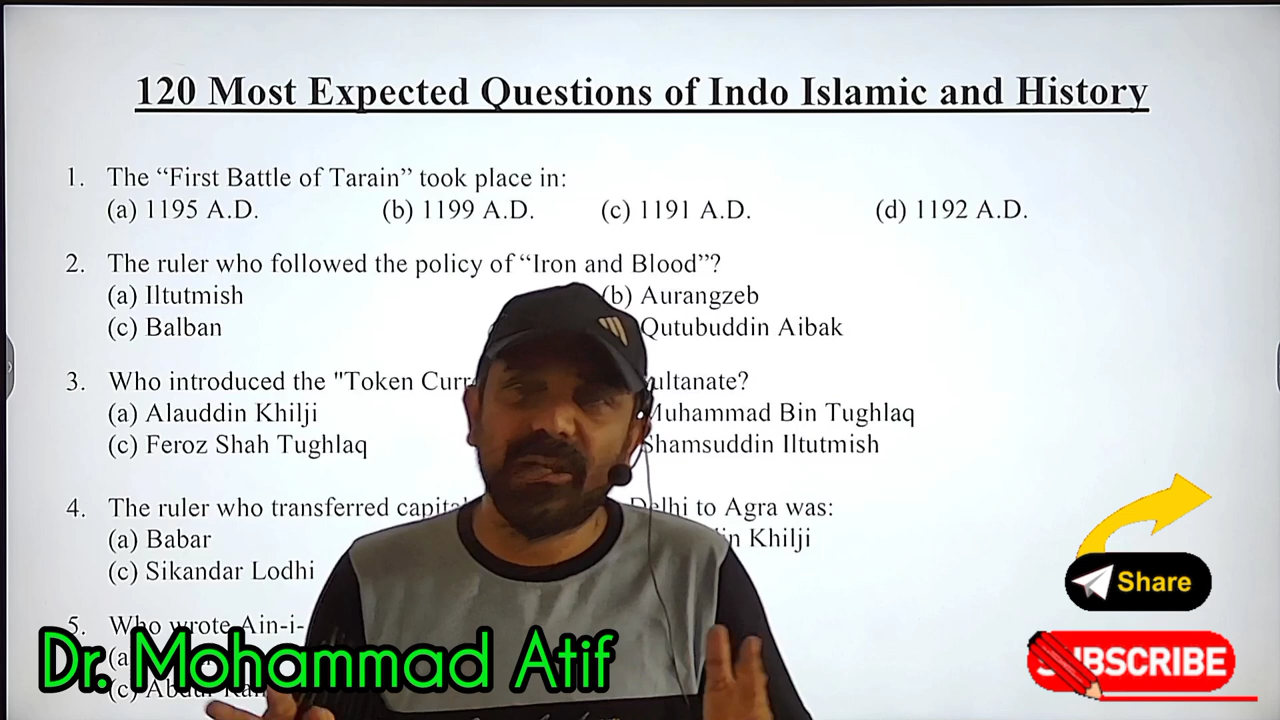 120 Most Expected Questions of Indo Islamic and History
1. The “First Battle of Tarain” took place in:
(a) 1195 A.D. (b) 1199 A.D. (c) 1191 A.D. (d) 1192 A.D.
2. The ruler who followed the policy of “Iron and Blood”?
(a) Iltutmish (b) Aurangzeb
(c) Balban Qutubuddin Aibak
3. Who introduced the "Token ultanate?
(a) Alauddin Khilji Muhammad Bin Tughlaq
(c) Feroz Shah Tughlaq Shamsuddin Iltutmish
4. The ruler who transferred capital Delhi to Agra was:
(a) Babar Khilji
(c) Sikandar Lodhi
5. Who wrote Ain-i-
Dr. Mohammad Atif
Share
SUBSCRIBE